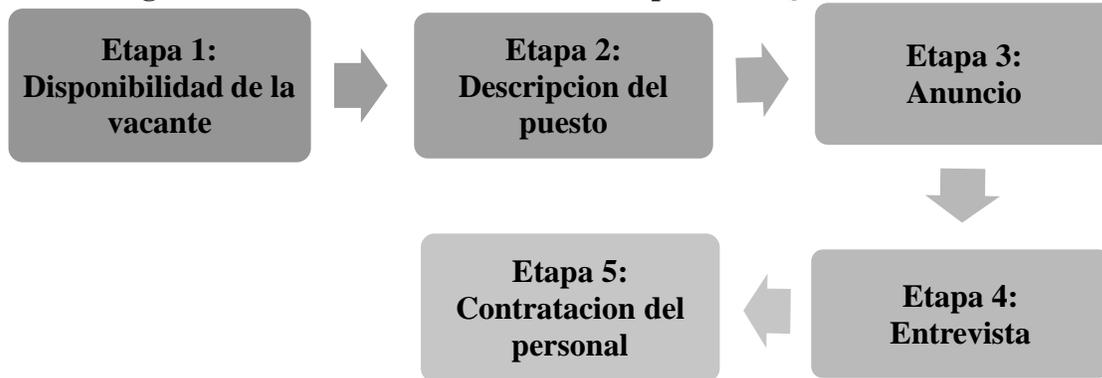 Etapa 1:
Disponibilidad de la
vacante
Etapa 2:
Descripcion del
puesto
Etapa 3:
Anuncio
Etapa 4:
Entrevista
Etapa 5:
Contratacion del
personal